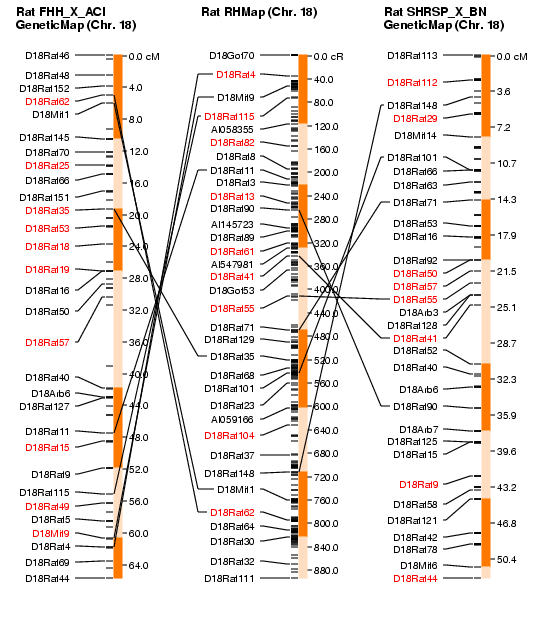 Rat FHH_X_ACI
GeneticMap (Chr. 18)
D18Rat46
D18Rat48
D18Rat152
D18Rat62
D18Mit1
D18Rat145
D18Rat70
D18Rat25
D18Rat66
D18Rat151
D18Rat35
D18Rat53
D18Rat18
D18Rat19
D18Rat16
D18Rat50
D18Rat57
D18Rat40
D18Arb6
D18Rat127
D18Rat11
D18Rat15
D18Rat9
D18Rat115
D18Rat49
D18Rat5
D18Mit9
D18Rat4
D18Rat69
D18Rat44
0.0 cM
4.0
8.0
12.0
16.0
20.0
24.0
28.0
32.0
36.0
40.0
44.0
48.0
52.0
56.0
60.0
64.0
Rat RHMap (Chr. 18)
D18Got70
D18Rat4
D18Mit9
D18Rat115
AI058355
D18Rat82
D18Rat8
D18Rat11
D18Rat3
D18Rat13
D18Rat90
AI145723
D18Rat89
D18Rat61
AI547981
D18Rat41
D18Got53
D18Rat55
D18Rat71
D18Rat129
D18Rat35
D18Rat68
D18Rat101
D18Rat23
AI059166
D18Rat104
D18Rat37
D18Rat148
D18Mit1
D18Rat62
D18Rat64
D18Rat30
D18Rat32
D18Rat111
0.0 cR
40.0
80.0
120.0
160.0
200.0
240.0
280.0
320.0
360.0
400.0
440.0
480.0
520.0
560.0
600.0
640.0
680.0
720.0
760.0
800.0
840.0
880.0
Rat SHRSP_X_BN
GeneticMap (Chr. 18)
D18Rat113
D18Rat112
D18Rat148
D18Rat29
D18Mit14
D18Rat101
D18Rat66
D18Rat63
D18Rat71
D18Rat53
D18Rat16
D18Rat92
D18Rat50
D18Rat57
D18Rat55
D18Arb3
D18Rat128
D18Rat41
D18Rat52
D18Rat40
D18Arb6
D18Rat90
D18Arb7
D18Rat125
D18Rat15
D18Rat9
D18Rat58
D18Rat121
D18Rat42
D18Rat78
D18Mit6
D18Rat44
0.0 cM
3.6
7.2
10.7
14.3
17.9
21.5
25.1
28.7
32.3
35.9
39.6
43.2
46.8
50.4